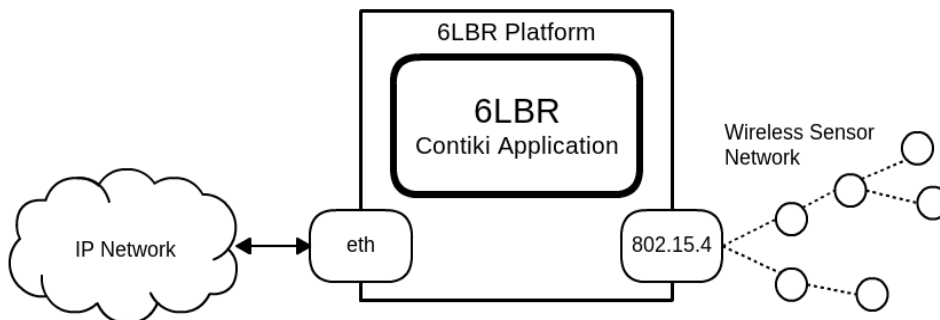 6LBR Platform
6LBR
Contiki Application
Wireless Sensor
Network
IP Network
eth
802.15.4